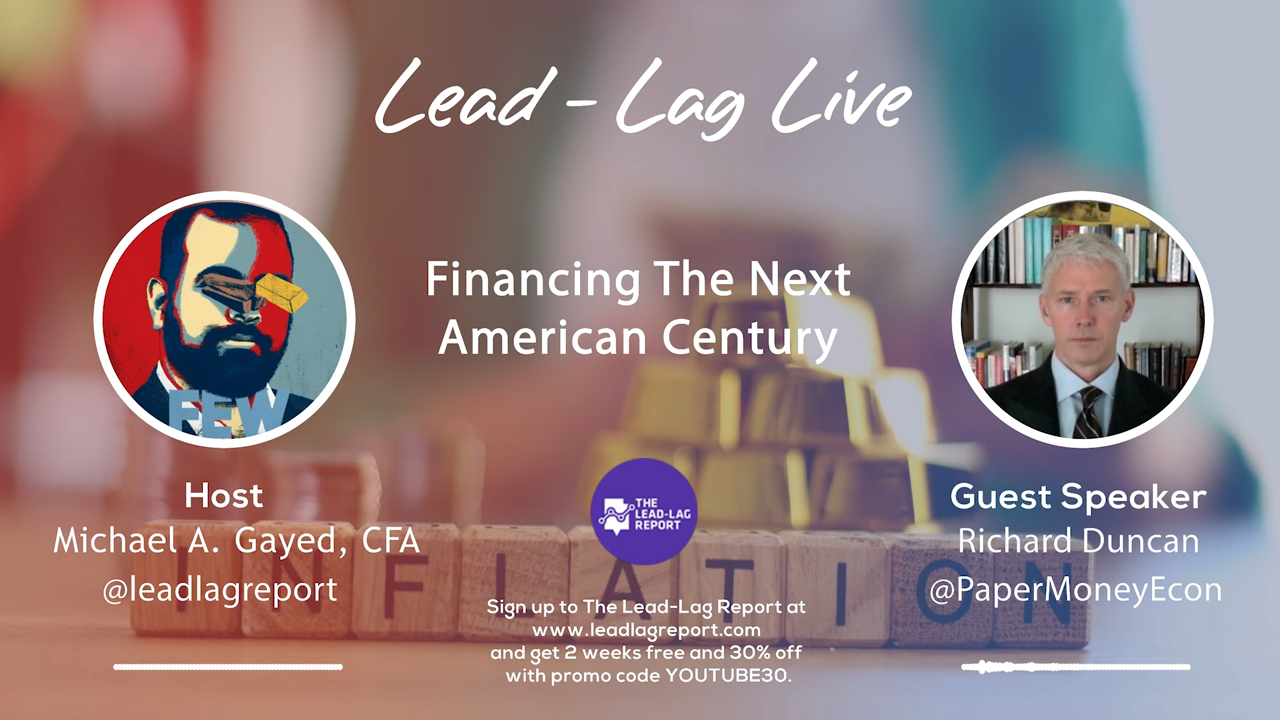 Lead - Lag Live
Financing The Next
American Century
FEW
Host
Michael A. Gayed, CFA
@leadlagreport
THE
LEAD-LAG
REPORT
Guest Speaker
Richard Duncan
@PaperMoneyEcon
INFLATION
Sign up to The Lead-Lag Report at
www.leadlagreport.com
and get 2 weeks free and 30% off
with promo code YOUTUBE30.